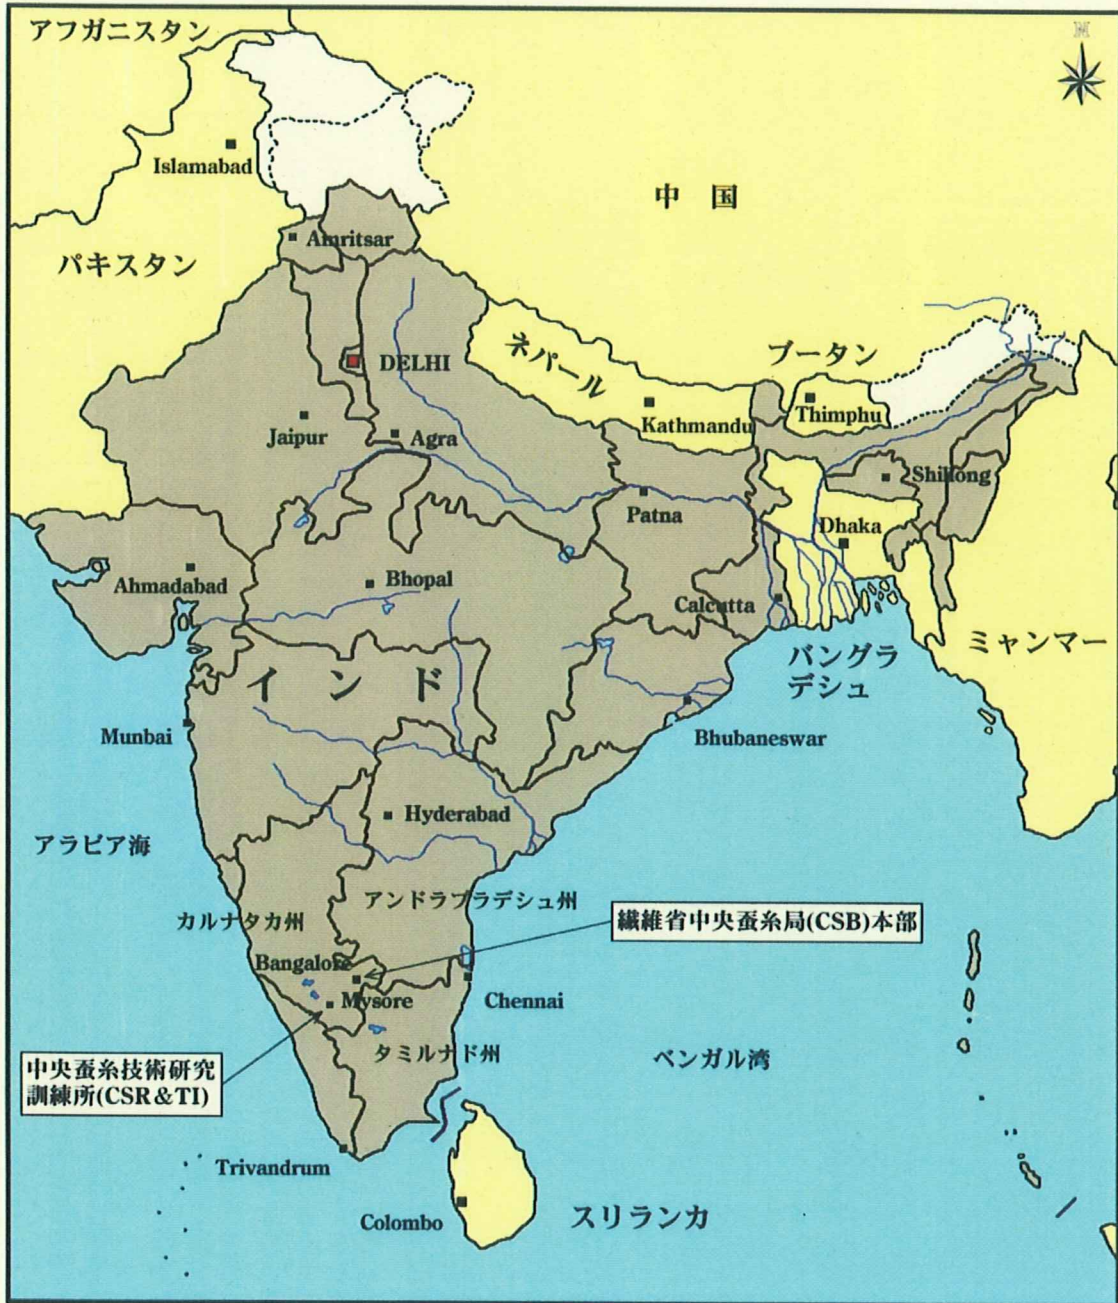 アフガニスタン
N
Islamabad
中国
Amritsar
パキスタン
DELHI
ネパール
ブータン
Kathmandu
Thimphu
Jaipur
Agra
Shillong
Patna
Dhaka
Ahmadabad
Bhopal
Calcutta
インド
バングラ
デシュ
ミャンマー
Munbai
Bhubaneswar
Hyderabad
アラビア海
アンドラプラデシュ州
カルナタカ州
繊維省中央蚕糸局(CSB)本部
Bangalore
Mysore
Chennai
タミルナド州
ベンガル湾
中央蚕糸技術研究
訓練所(CSR&TI)
Trivandrum
Colombo
スリランカ